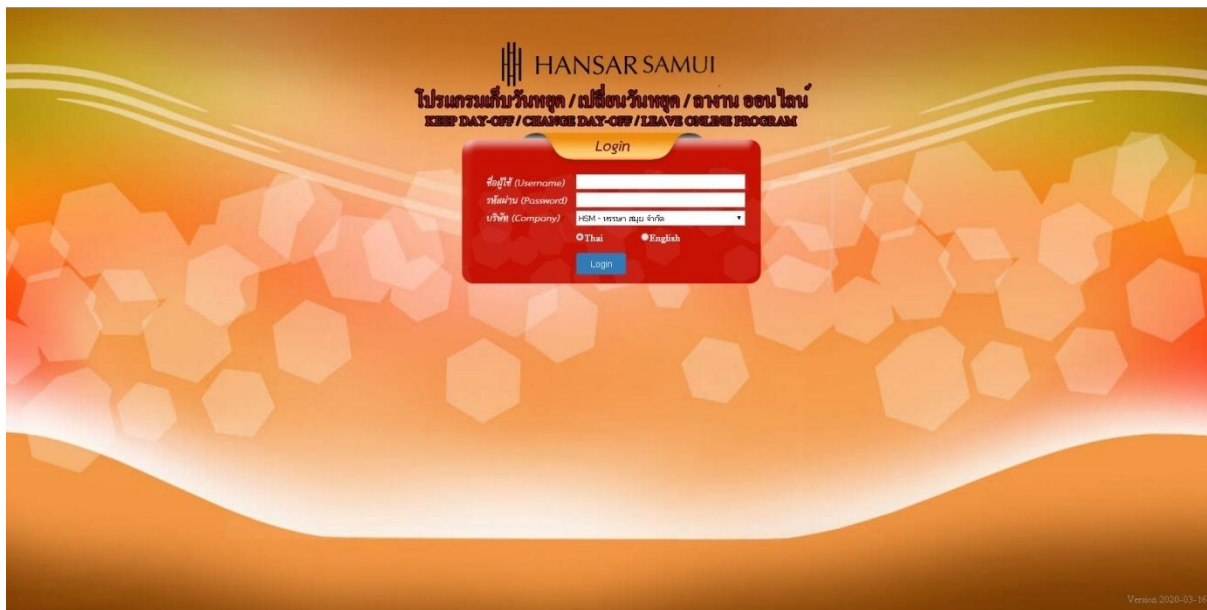 HANSAR SAMUI
โปรแกรมเก็บวันหยุด / เปลี่ยนวันหยุด / ลางาน ออนไลน์
KEEP DAY-OFF / CHANGE DAY-OFF / LEAVE ONLINE PROGRAM
Login
ชื่อผู้ใช้ (Username)
รหัสผ่าน (Password)
บริษัท (Company) HSM - หรรษา สมุย จำกัด
Thai English
Login
Version 2020-03-16